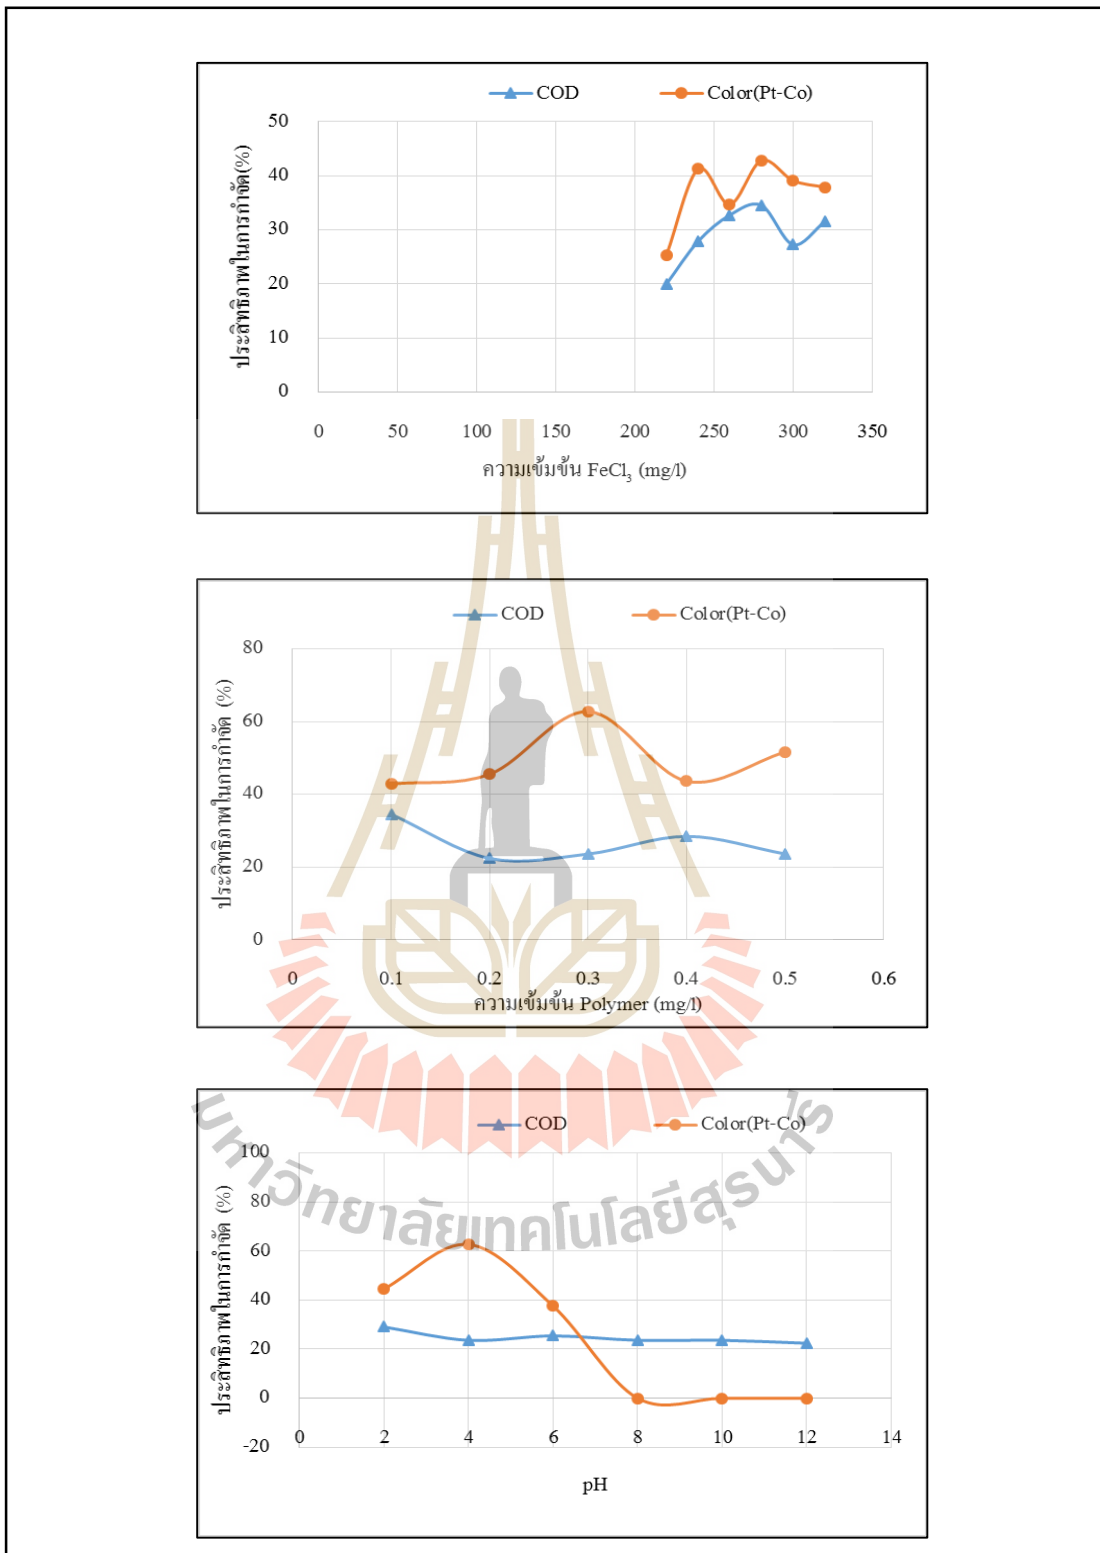 COD Color(Pt-Co)
ประสิทธิภาพในการกำจัด(%)
50
40
30
20
10
0
0 50 100 150 200 250 300 350
ความเข้มข้น FeCl₃ (mg/l)
COD Color(Pt-Co)
ประสิทธิภาพในการกำจัด (%)
80
60
40
20
0
0 0.1 0.2 0.3 0.4 0.5 0.6
ความเข้มข้น Polymer (mg/l)
COD Color(Pt-Co)
ประสิทธิภาพในการกำจัด (%)
100
80
60
40
20
0
-20
0 2 4 6 8 10 12 14
pH
มหาวิทยาลัยเทคโนโลยีสุรนารี